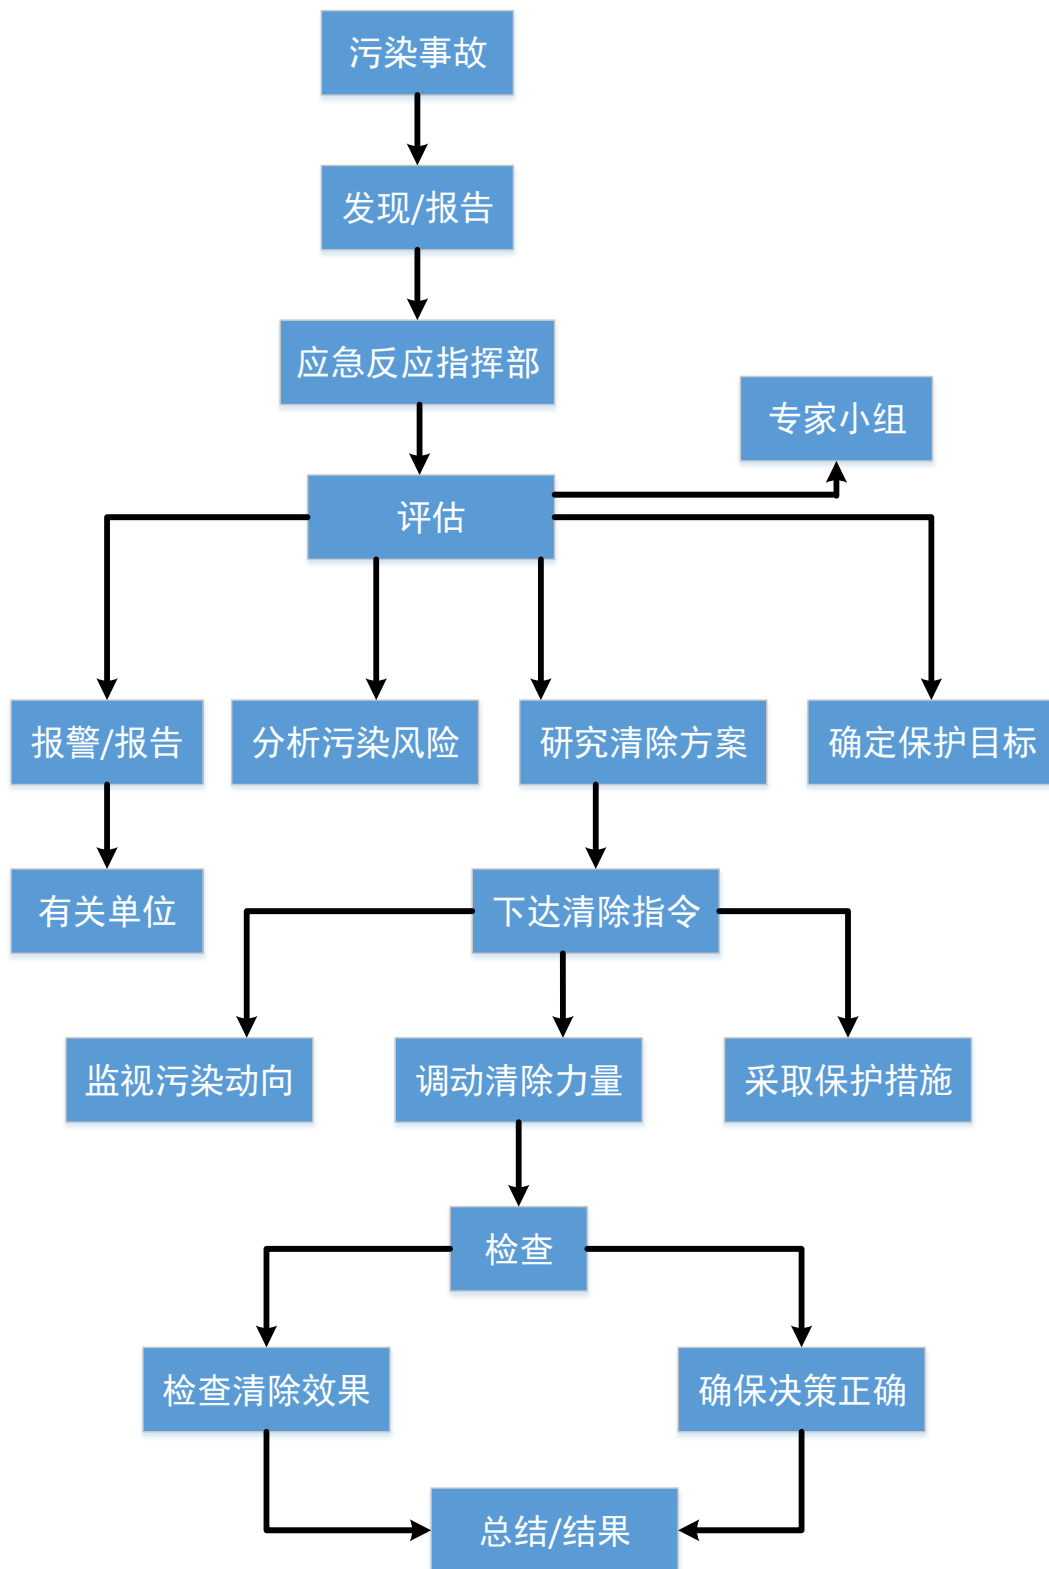 污染事故
发现/报告
应急反应指挥部
专家小组
评估
报警/报告
分析污染风险
研究清除方案
确定保护目标
有关单位
下达清除指令
监视污染动向
调动清除力量
采取保护措施
检查
检查清除效果
确保决策正确
总结/结果